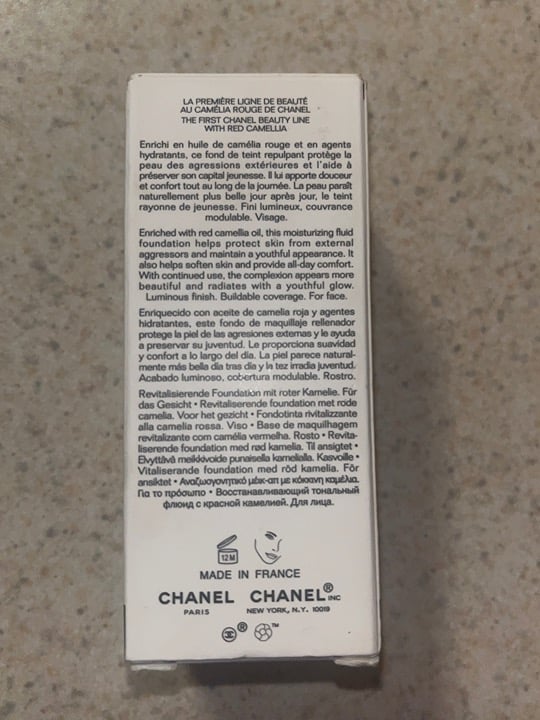 LA PREMIÈRE LIGNE DE BEAUTÉ
AU CAMÉLIA ROUGE DE CHANEL
THE FIRST CHANEL BEAUTY LINE
WITH RED CAMELLIA
Enrichi en huile de camélia rouge et en agents
hydratants, ce fond de teint repulpant protège la
peau des agressions extérieures et l'aide à
préserver son capital jeunesse. Il lui apporte douceur
et confort tout au long de la journée. La peau paraît
naturellement plus belle jour après jour, le teint
rayonne de jeunesse. Fini lumineux, couvrance
modulable. Visage.
Enriched with red camellia oil, this moisturizing fluid
foundation helps protect skin from external
aggressors and maintain a youthful appearance. It
also helps soften skin and provide all-day comfort.
With continued use, the complexion appears more
beautiful and radiates with a youthful glow.
Luminous finish. Buildable coverage. For face.
Enriquecido con aceite de camelia roja y agentes
hidratantes, este fondo de maquillaje rellenador
protege la piel de las agresiones externas y le ayuda
a preservar su juventud. Le proporciona suavidad
y confort a lo largo del día. La piel parece natural-
mente más bella día tras día y la tez irradia juventud.
Acabado luminoso, cobertura modulable. Rostro.
Revitalisierende Foundation mit roter Kamelie. Für
das Gesicht • Revitaliserende foundation met rode
camelia. Voor het gezicht • Fondotinta rivitalizzante
alla camelia rossa. Viso • Base de maquilhagem
revitalizante com camélia vermelha. Rosto • Revita-
liserende foundation med rød kamelia. Til ansigtet •
Elvyttävä meikkivoide punaisella kamelialla. Kasvoille •
Vitaliserande foundation med röd kamelia. För
ansiktet • Αναζωογονητικό μέικ-απ με κόκκινη καμέλια.
Για το πρόσωπο • Восстанавливающий тональный
флюид с красной камелией. Для лица.
12M
MADE IN FRANCE
CHANEL CHANEL® INC
PARIS NEW YORK, N.Y. 10019
® ™